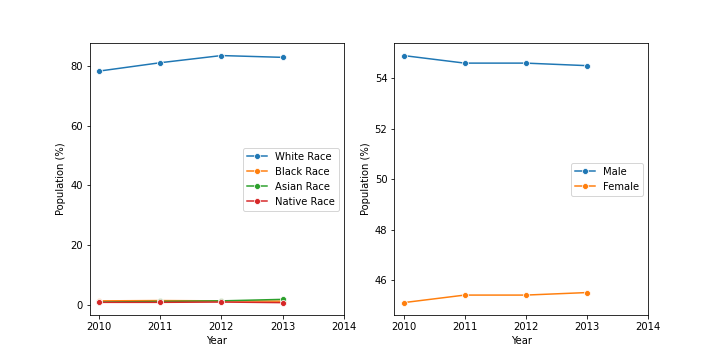 80
60
40
20
0
Population (%)
2010 2011 2012 2013 2014
Year
White Race
Black Race
Asian Race
Native Race
54
52
50
48
46
Population (%)
2010 2011 2012 2013 2014
Year
Male
Female